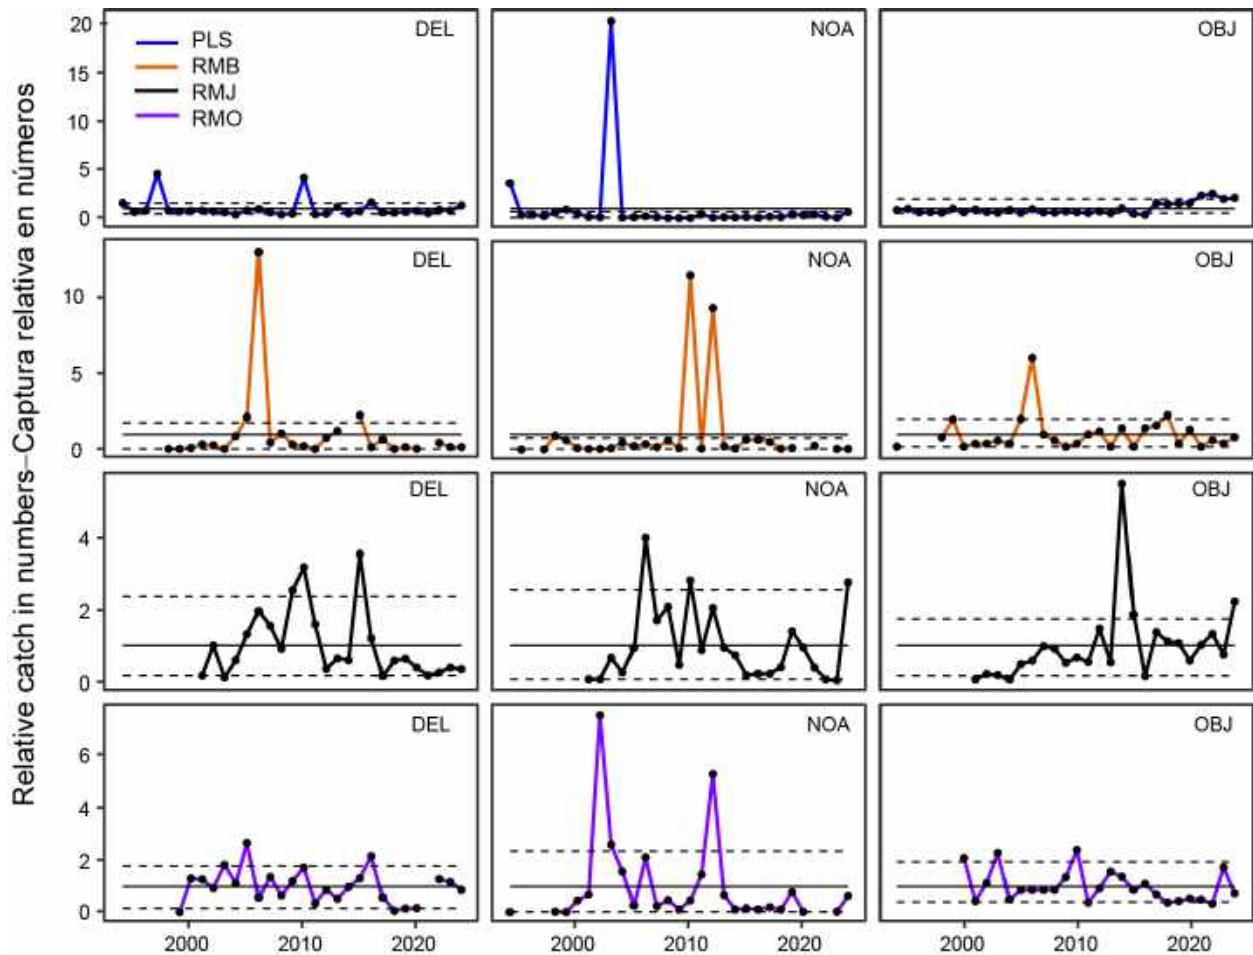 Relative catch in numbers–Captura relativa en números
DEL
NOA
OBJ
PLS
RMB
RMJ
RMO
20
15
10
5
0
DEL
NOA
OBJ
10
5
0
DEL
NOA
OBJ
4
2
0
DEL
NOA
OBJ
6
4
2
0
2000 2010 2020
2000 2010 2020
2000 2010 2020